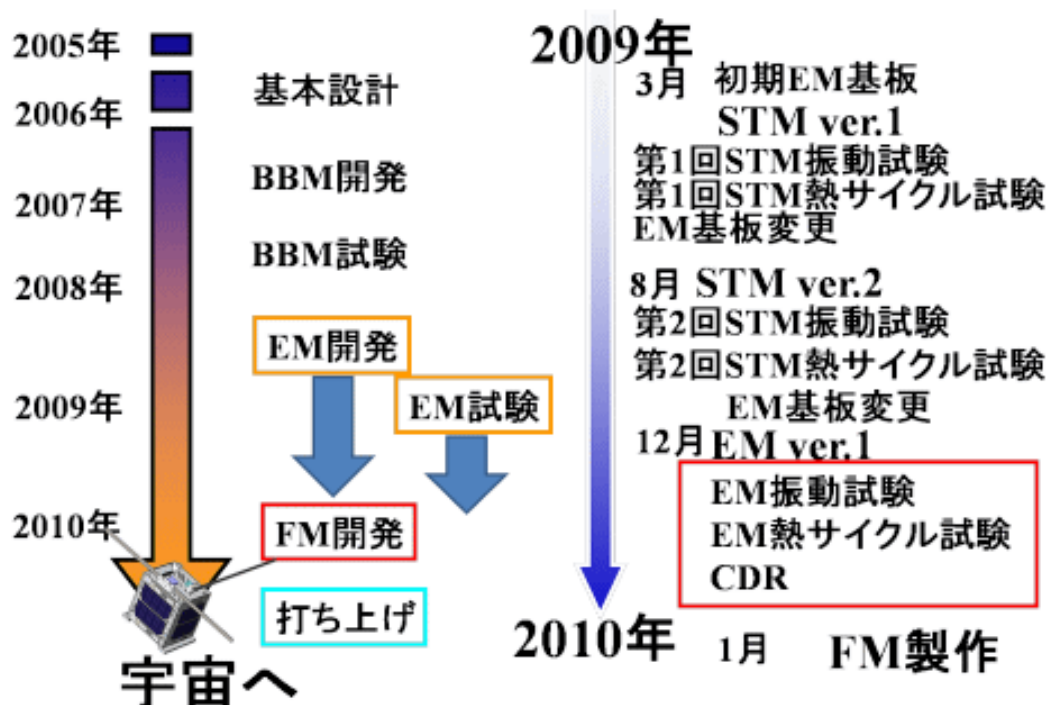 2005年
2006年
2007年
2008年
2009年
2010年
基本設計
BBM開発
BBM試験
EM開発
EM試験
FM開発
打ち上げ
宇宙へ
2009年
3月 初期EM基板
STM ver.1
第1回STM振動試験
第1回STM熱サイクル試験
EM基板変更
8月 STM ver.2
第2回STM振動試験
第2回STM熱サイクル試験
EM基板変更
12月 EM ver.1
EM振動試験
EM熱サイクル試験
CDR
2010年 1月 FM製作